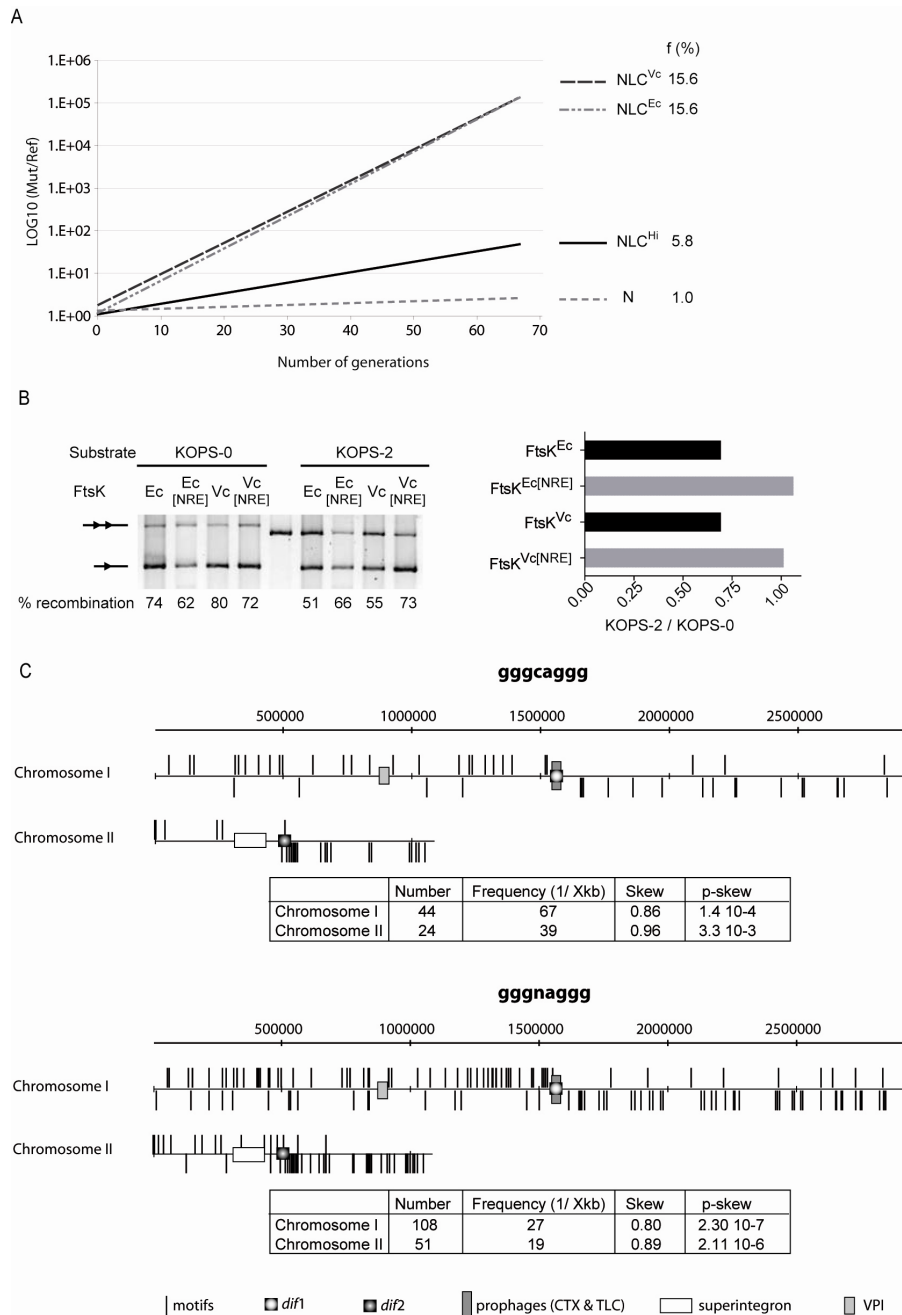 A
f (%)
1.E+06
1.E+05
1.E+04
1.E+03
1.E+02
1.E+01
1.E+00
LOG10 (Mut/Ref)
0 10 20 30 40 50 60 70
Number of generations
NLC^Vc 15.6
NLC^Ec 15.6
NLC^Hi 5.8
N 1.0
B
Substrate KOPS-0 KOPS-2
FtsK Ec Ec [NRE] Vc Vc [NRE] Ec Ec [NRE] Vc Vc [NRE]
% recombination 74 62 80 72 51 66 55 73
FtsK^Ec
FtsK^Ec[NRE]
FtsK^Vc
FtsK^Vc[NRE]
0.00 0.25 0.50 0.75 1.00
KOPS-2 / KOPS-0
C
gggcaggg
500000 1000000 1500000 2000000 2500000
Chromosome I
Chromosome II
Number Frequency (1/ Xkb) Skew p-skew
Chromosome I 44 67 0.86 1.4 10-4
Chromosome II 24 39 0.96 3.3 10-3
gggnaggg
500000 1000000 1500000 2000000 2500000
Chromosome I
Chromosome II
Number Frequency (1/ Xkb) Skew p-skew
Chromosome I 108 27 0.80 2.30 10-7
Chromosome II 51 19 0.89 2.11 10-6
motifs dif1 dif2 prophages (CTX & TLC) superintegron VPI